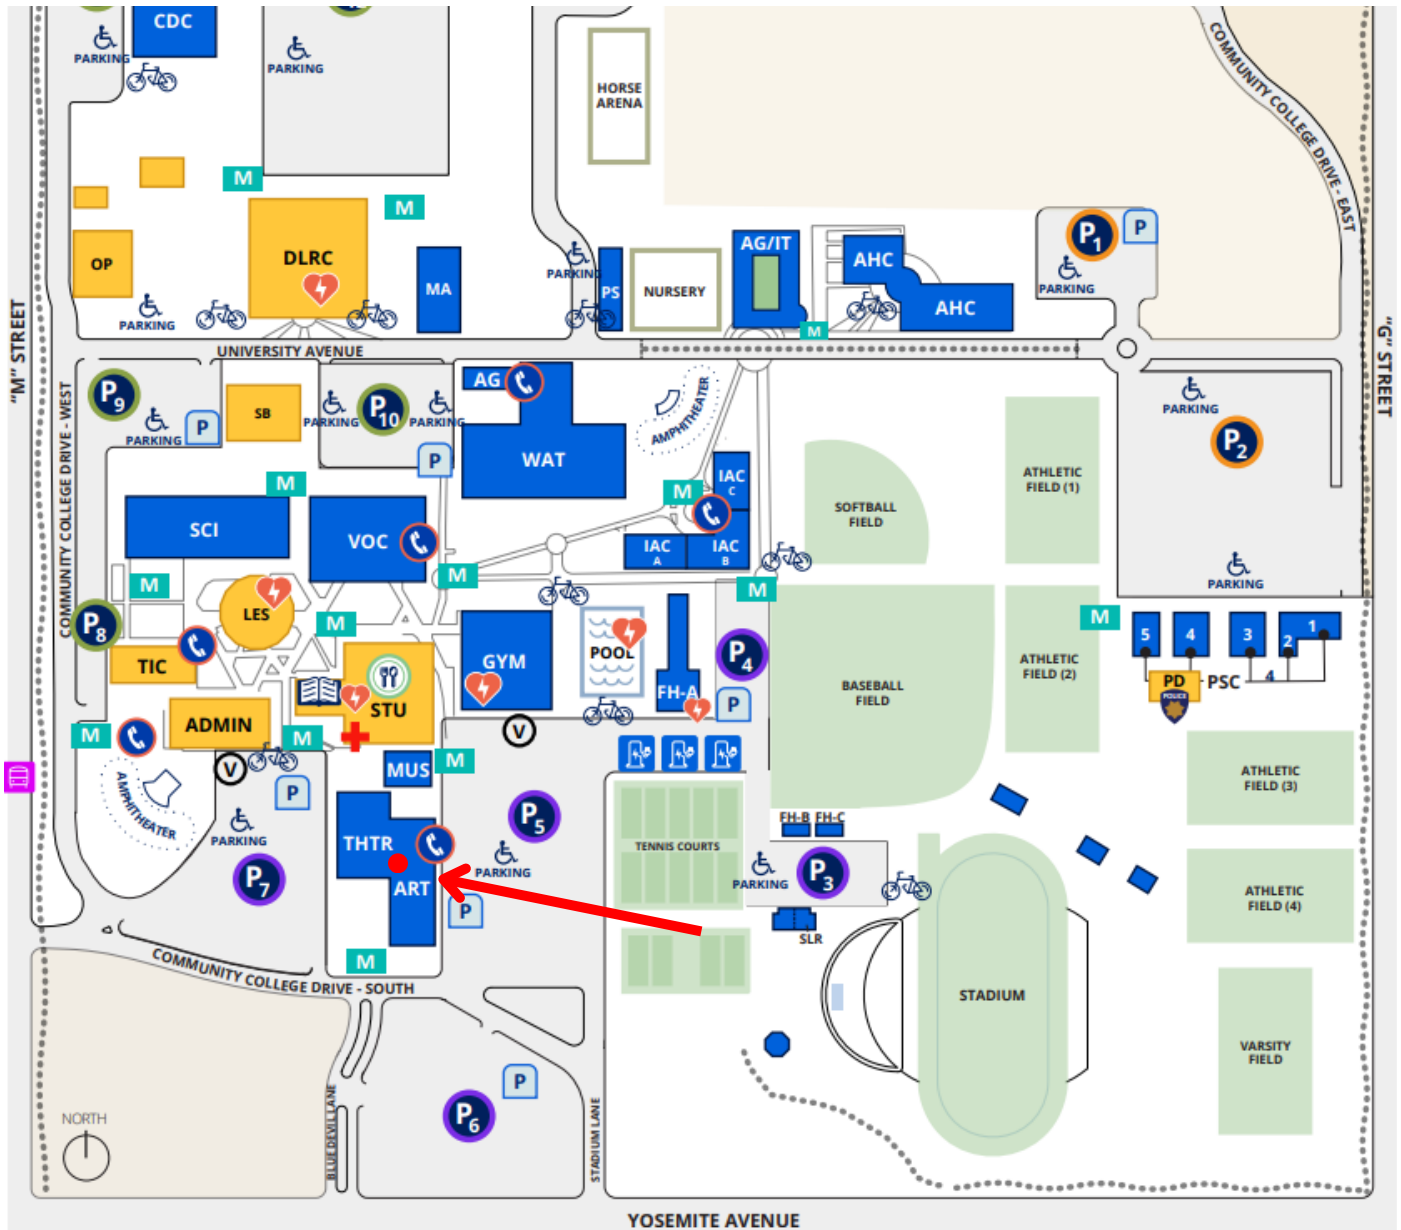 CDC
PARKING
PARKING
HORSE
ARENA
COMMUNITY COLLEGE DRIVE - EAST
M
M
OP
DLRC
MA
PARKING
PARKING
PS
NURSERY
AG/IT
AHC
AHC
M
P1
P
PARKING
"M" STREET
"G" STREET
UNIVERSITY AVENUE
COMMUNITY COLLEGE DRIVE - WEST
P9
PARKING
P
SB
PARKING
P10
PARKING
P
AG
WAT
AMPHITHEATER
IAC
C
M
IAC
A
IAC
B
SOFTBALL
FIELD
ATHLETIC
FIELD (1)
PARKING
P2
PARKING
M
SCI
VOC
M
M
M
LES
P8
TIC
M
GYM
POOL
FH-A
P4
P
BASEBALL
FIELD
ATHLETIC
FIELD (2)
M
5
4
3
2
1
PD
POLICE
PSC
4
STU
ADMIN
M
M
V
V
P
MUS
M
AMPHITHEATER
PARKING
P7
THTR
ART
P5
PARKING
P
TENNIS COURTS
FH-B
FH-C
PARKING
P3
SLR
ATHLETIC
FIELD (3)
ATHLETIC
FIELD (4)
M
COMMUNITY COLLEGE DRIVE - SOUTH
STADIUM
VARSITY
FIELD
P
P6
BLUE DEVIL LANE
STADIUM LANE
NORTH
YOSEMITE AVENUE